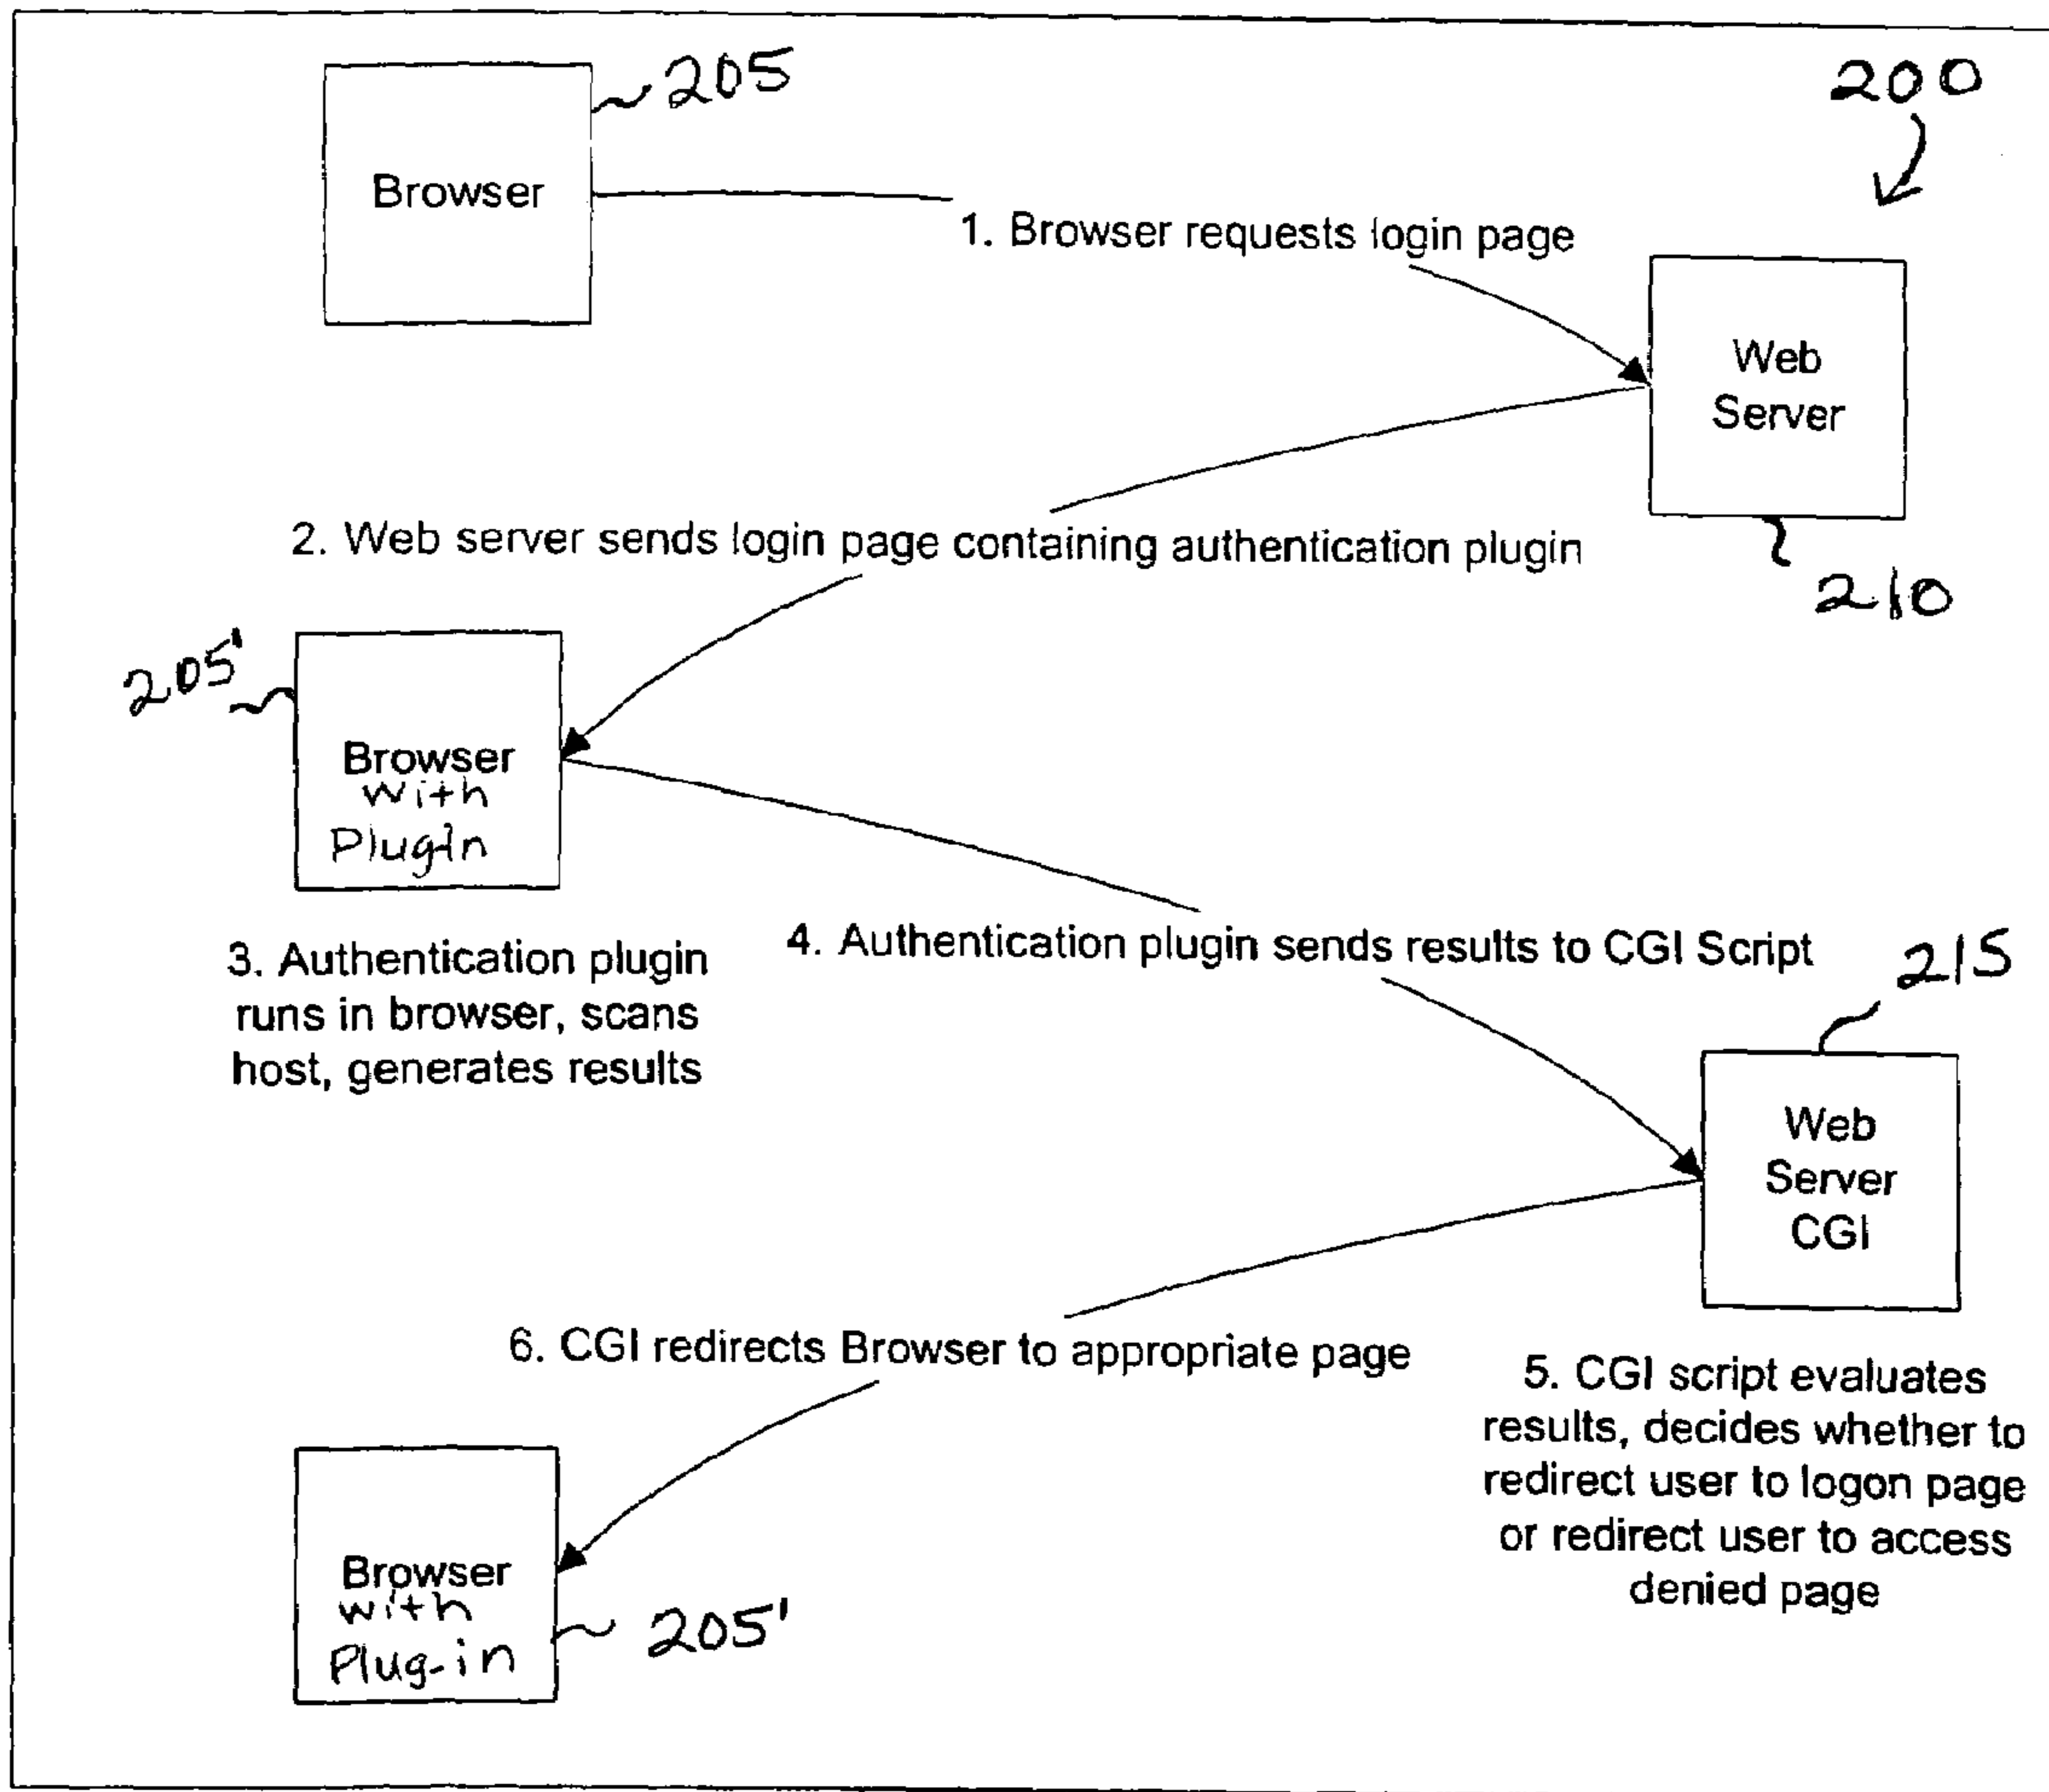 205
200
Browser
1. Browser requests login page
Web
Server
210
2. Web server sends login page containing authentication plugin
205'
Browser
with
PlugIn
3. Authentication plugin
runs in browser, scans
host, generates results
4. Authentication plugin sends results to CGI Script
215
Web
Server
CGI
6. CGI redirects Browser to appropriate page
5. CGI script evaluates
results, decides whether to
redirect user to logon page
or redirect user to access
denied page
Browser
with
Plug-in
205'